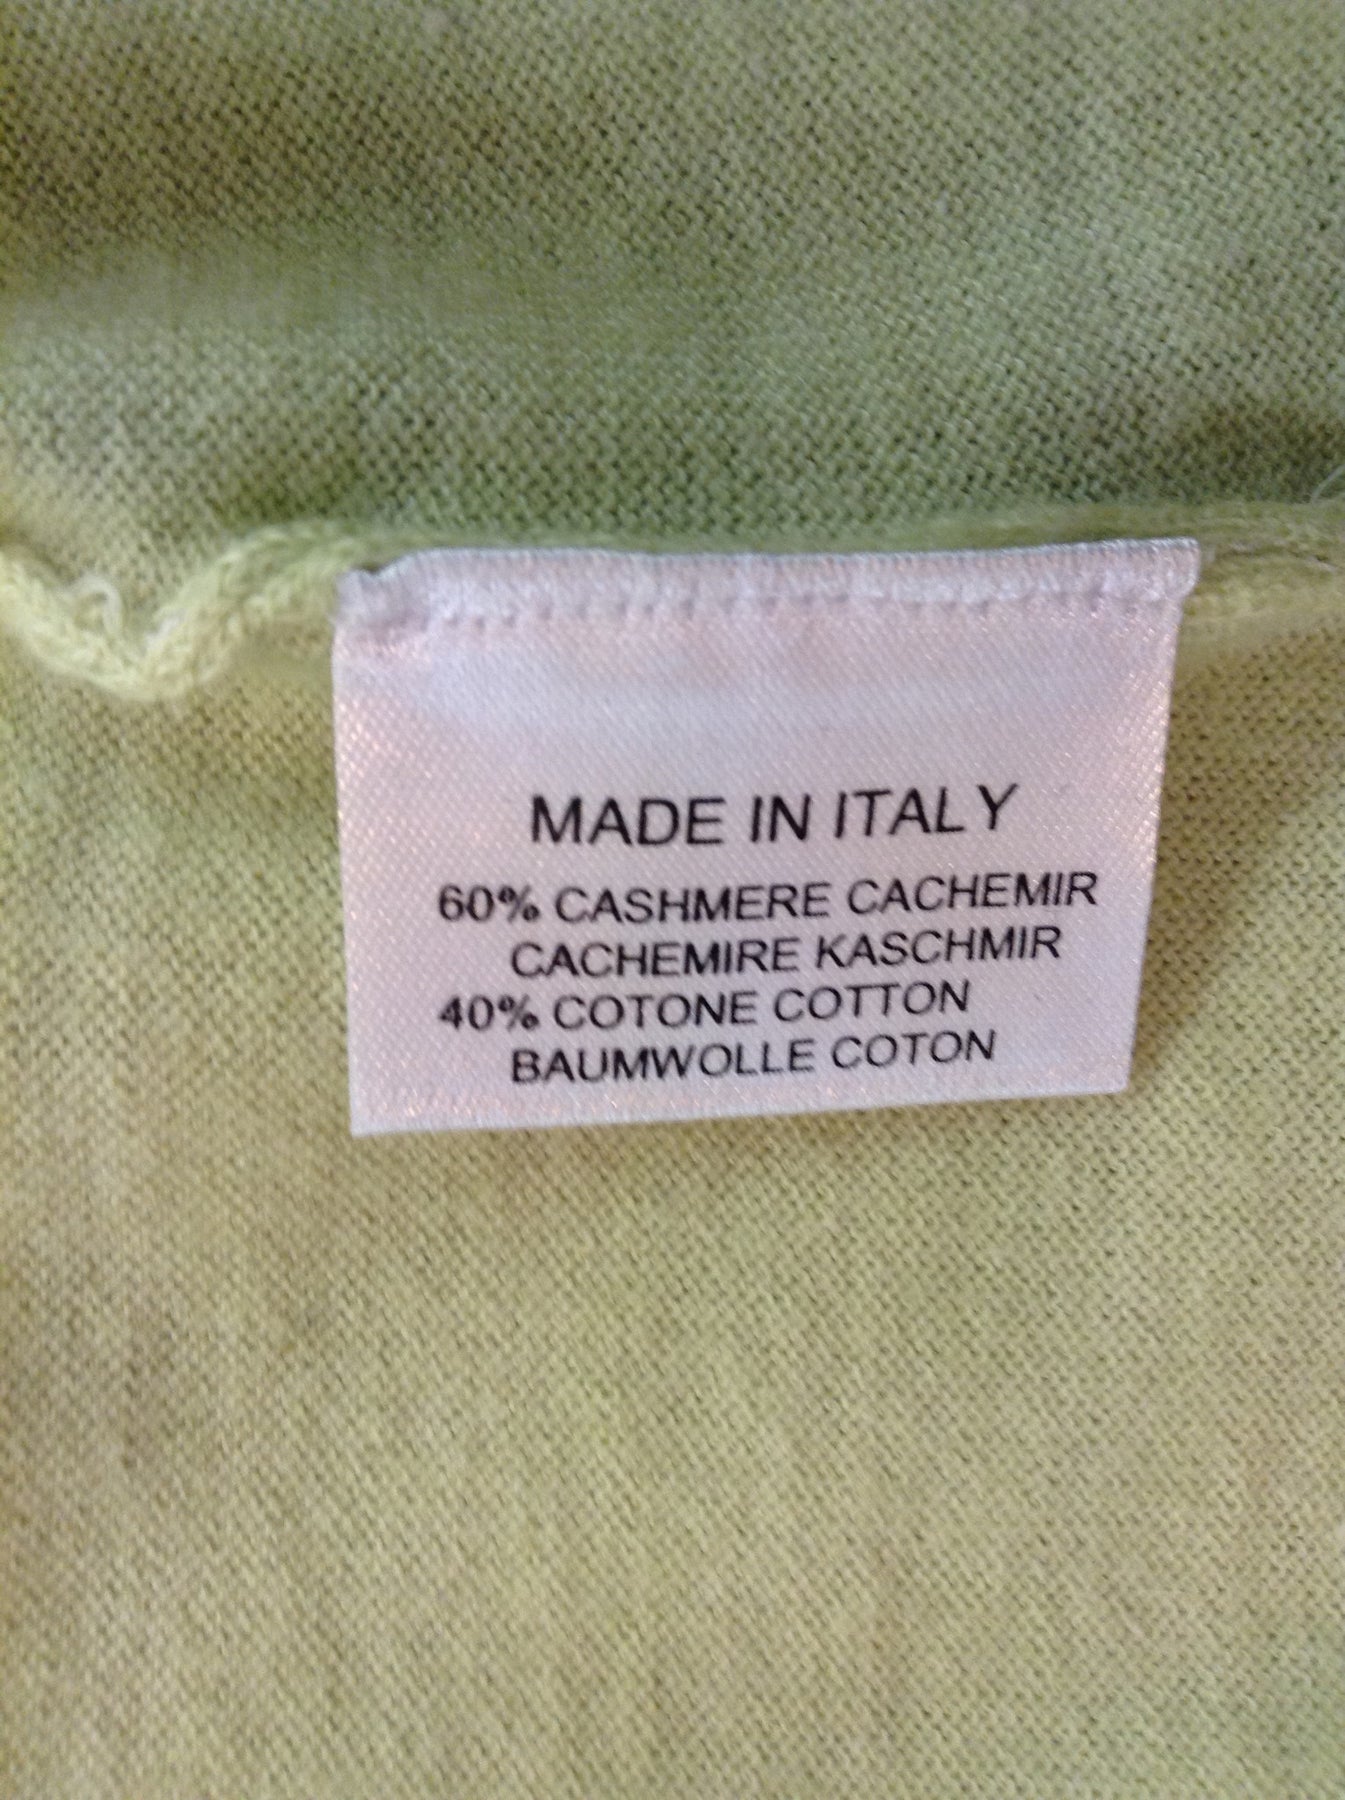 MADE IN ITALY
60% CASHMERE CACHEMIR
CACHEMIRE KASCHMIR
40% COTONE COTTON
BAUMWOLLE COTON